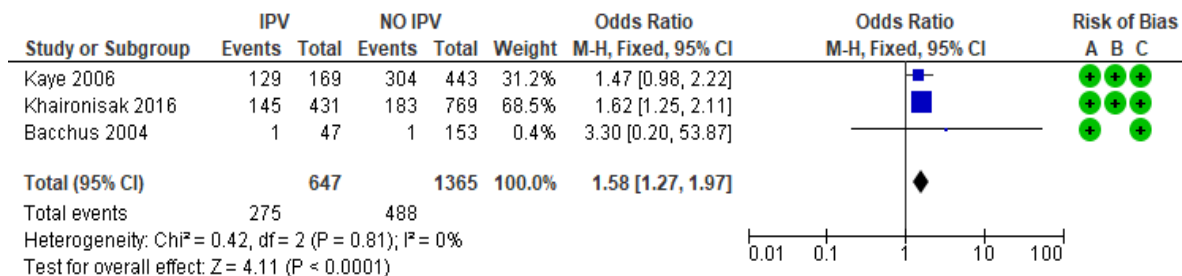 IPV NO IPV Odds Ratio Odds Ratio Risk of Bias
Study or Subgroup Events Total Events Total Weight M-H, Fixed, 95% CI M-H, Fixed, 95% CI A B C
Kaye 2006 129 169 304 443 31.2% 1.47 [0.98, 2.22] + + +
Khaironisak 2016 145 431 183 769 68.5% 1.62 [1.25, 2.11] + + +
Bacchus 2004 1 47 1 153 0.4% 3.30 [0.20, 53.87] + +
Total (95% CI) 647 1365 100.0% 1.58 [1.27, 1.97]
Total events 275 488
Heterogeneity: Chi² = 0.42, df = 2 (P = 0.81); I² = 0%
Test for overall effect: Z = 4.11 (P < 0.0001)
0.01 0.1 1 10 100